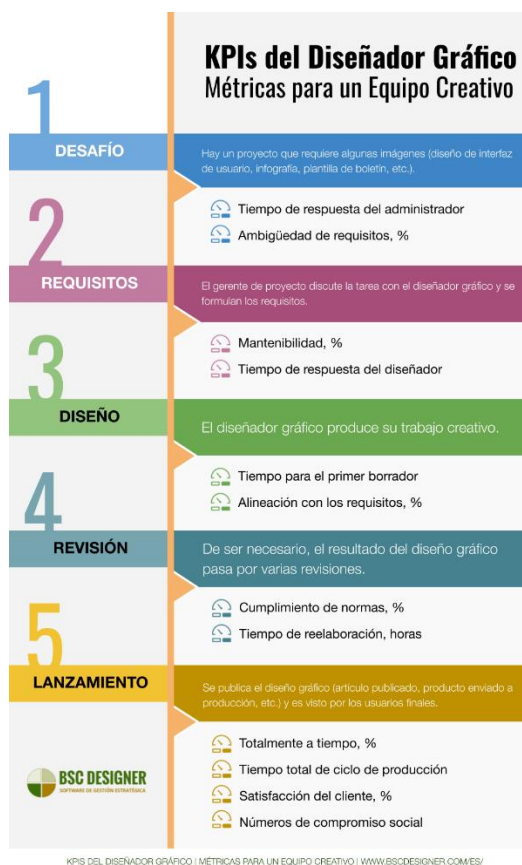 KPIs del Diseñador Gráfico
Métricas para un Equipo Creativo
1
DESAFÍO
Hay un proyecto que requiere algunas imágenes (diseño de interfaz
de usuario, infografía, plantilla de boletín, etc.).
Tiempo de respuesta del administrador
Ambigüedad de requisitos, %
2
REQUISITOS
El gerente de proyecto discute la tarea con el diseñador gráfico y se
formulan los requisitos.
Mantenibilidad, %
Tiempo de respuesta del diseñador
3
DISEÑO
El diseñador gráfico produce su trabajo creativo.
Tiempo para el primer borrador
Alineación con los requisitos, %
4
REVISIÓN
De ser necesario, el resultado del diseño gráfico
pasa por varias revisiones.
Cumplimiento de normas, %
Tiempo de reelaboración, horas
5
LANZAMIENTO
Se publica el diseño gráfico (artículo publicado, producto enviado a
producción, etc.) y es visto por los usuarios finales.
Totalmente a tiempo, %
Tiempo total de ciclo de producción
Satisfacción del cliente, %
Números de compromiso social
BSC DESIGNER
SOFTWARE DE GESTIÓN ESTRATÉGICA
KPIS DEL DISEÑADOR GRÁFICO | MÉTRICAS PARA UN EQUIPO CREATIVO | WWW.BSCDESIGNER.COM/ES/